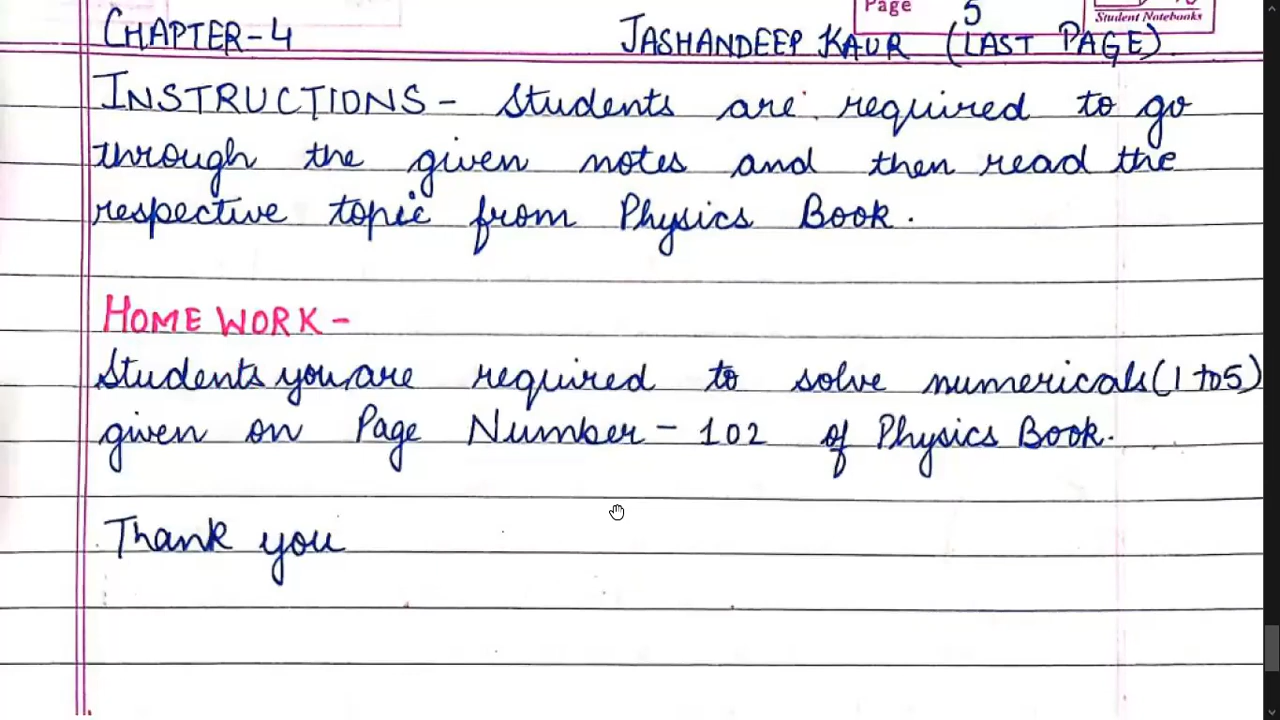 Page 5
Student Notebooks
CHAPTER-4 JASHANDEEP KAUR (LAST PAGE)
INSTRUCTIONS - Students are required to go
through the given notes and then read the
respective topic from Physics Book.
HOME WORK -
Students you are required to solve numericals (1 to 5)
given on Page Number - 102 of Physics Book.
Thank you